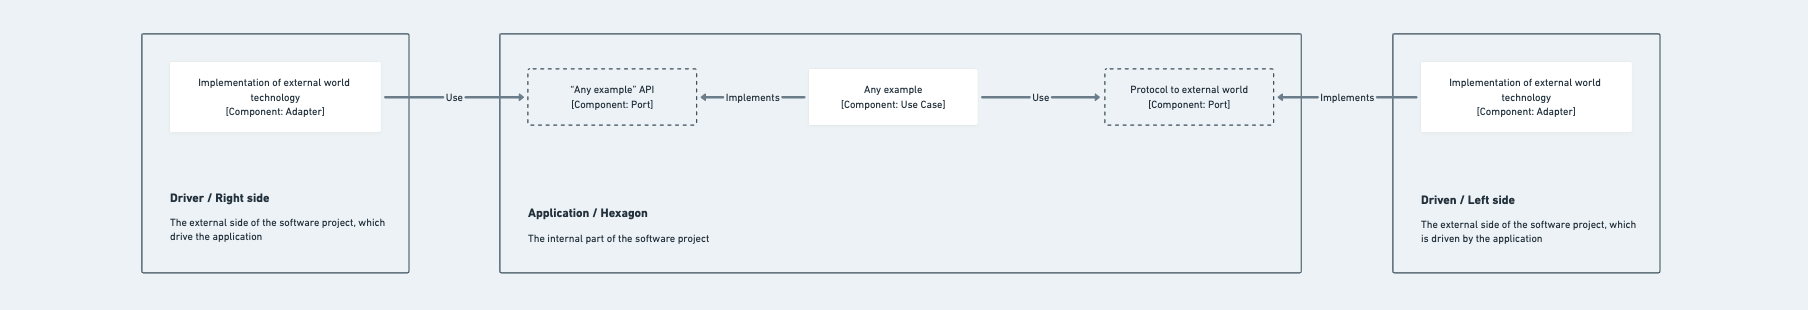 Implementation of external world
technology
[Component: Adapter]
Use
"Any example" API
[Component: Port]
Implements
Any example
[Component: Use Case]
Use
Protocol to external world
[Component: Port]
Implements
Implementation of external world
technology
[Component: Adapter]
Driver / Right side
The external side of the software project, which
drive the application
Application / Hexagon
The internal part of the software project
Driven / Left side
The external side of the software project, which
is driven by the application